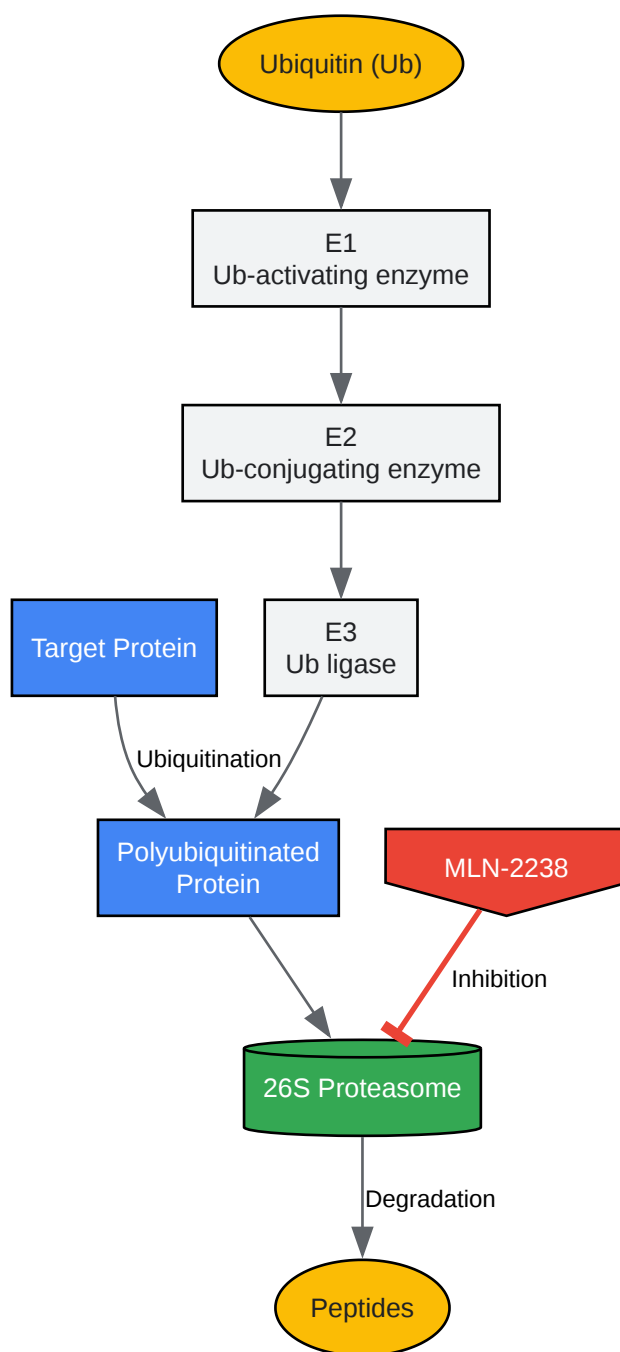 Ubiquitin (Ub)
E1
Ub-activating enzyme
E2
Ub-conjugating enzyme
Target Protein
E3
Ub ligase
Ubiquitination
Polyubiquitinated
Protein
MLN-2238
Inhibition
26S Proteasome
Degradation
Peptides